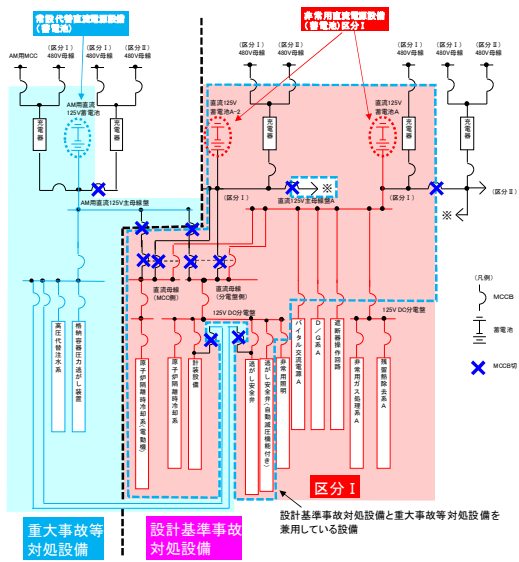 常設代替直流電源設備
(蓄電池)
非常用直流電源設備
(蓄電池)区分Ⅰ
AM用MCC
(区分Ⅰ)
480V母線
(区分Ⅰ)
480V母線
(区分Ⅱ)
480V母線
(区分Ⅰ)
480V母線
(区分Ⅱ)
480V母線
(区分Ⅰ)
480V母線
(区分Ⅰ)
480V母線
(区分Ⅱ)
480V母線
AM用直流
125V蓄電池
直流125V
蓄電池A-2
直流125V
蓄電池A
充電器
充電器
充電器
充電器
充電器
(区分Ⅰ)
※
(区分Ⅰ)
(区分Ⅱ)
※
AM用直流125V主母線盤
直流125V主母線盤A
直流母線
(MCC側)
直流母線
(分電盤側)
125V DC分電盤
125V DC分電盤
高圧代替注水系
格納容器圧力逃がし装置
原子炉隔離時冷却系(電動機)
原子炉隔離時冷却系
計装設備
逃がし安全弁
逃がし安全弁(自動減圧機能付き)
非常用照明
バイタル交流電源A
D/G系A
遮断器操作回路
非常用ガス処理系A
残留熱除去系A
(凡例)
MCCB
蓄電池
MCCB切
区分Ⅰ
設計基準事故対処設備と重大事故等対処設備を
兼用している設備
重大事故等
対処設備
設計基準事故
対処設備